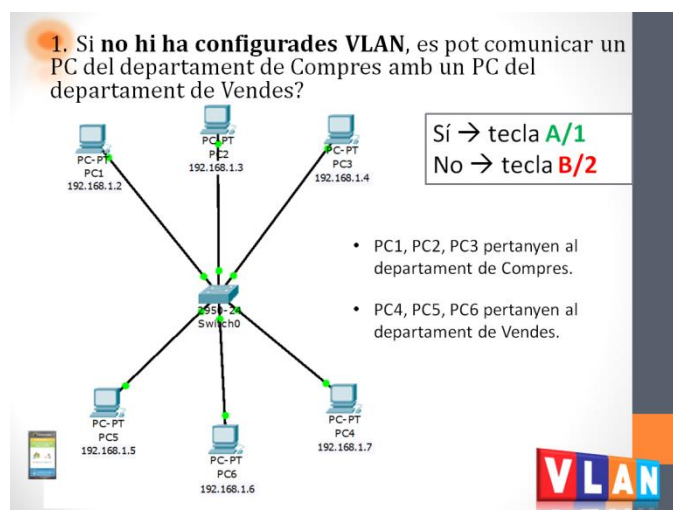 1. Si no hi ha configurades VLAN, es pot comunicar un
PC del departament de Compres amb un PC del
departament de Vendes?
Sí → tecla A/1
No → tecla B/2
PC-PT
PC1
192.168.1.2
PC-PT
PC2
192.168.1.3
PC-PT
PC3
192.168.1.4
• PC1, PC2, PC3 pertanyen al
departament de Compres.
• PC4, PC5, PC6 pertanyen al
departament de Vendes.
2950-24
Switch0
PC-PT
PC5
192.168.1.5
PC-PT
PC6
192.168.1.6
PC-PT
PC4
192.168.1.7
VLAN